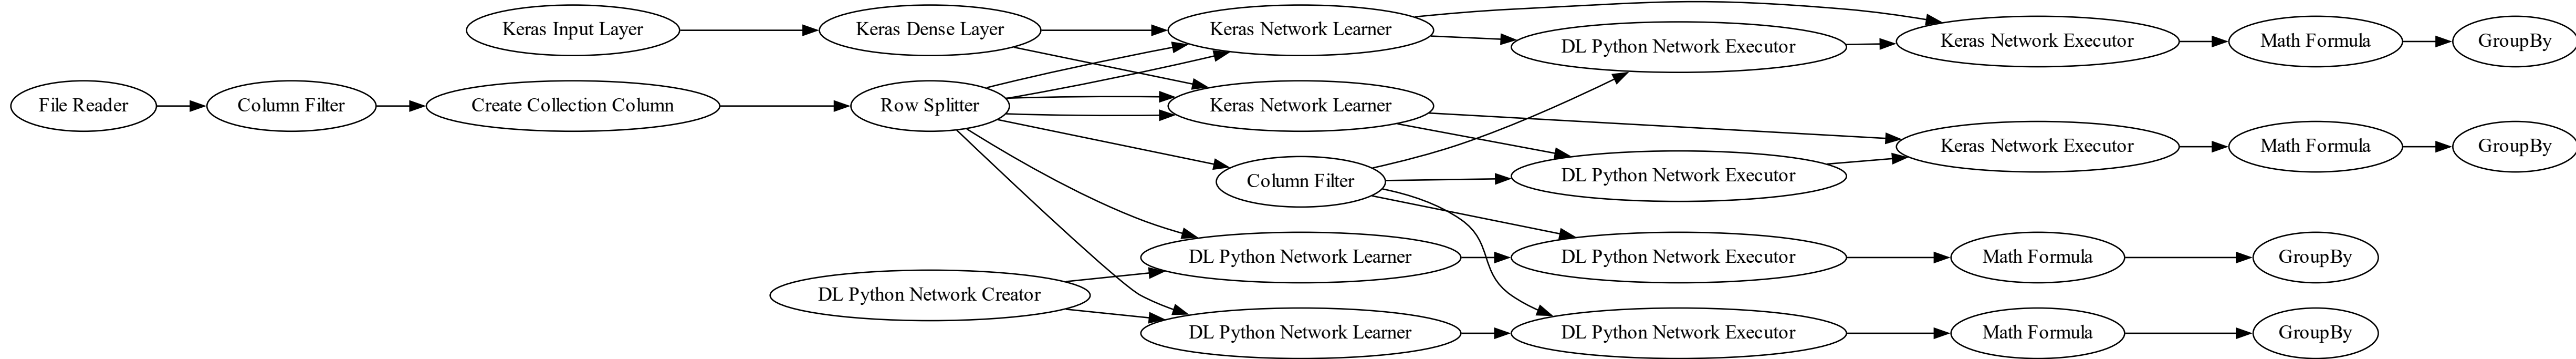 Keras Input Layer
Keras Dense Layer
Keras Network Learner
DL Python Network Executor
Keras Network Executor
Math Formula
GroupBy
File Reader
Column Filter
Create Collection Column
Row Splitter
Keras Network Learner
Column Filter
DL Python Network Executor
Keras Network Executor
Math Formula
GroupBy
DL Python Network Creator
DL Python Network Learner
DL Python Network Executor
Math Formula
GroupBy
DL Python Network Learner
DL Python Network Executor
Math Formula
GroupBy